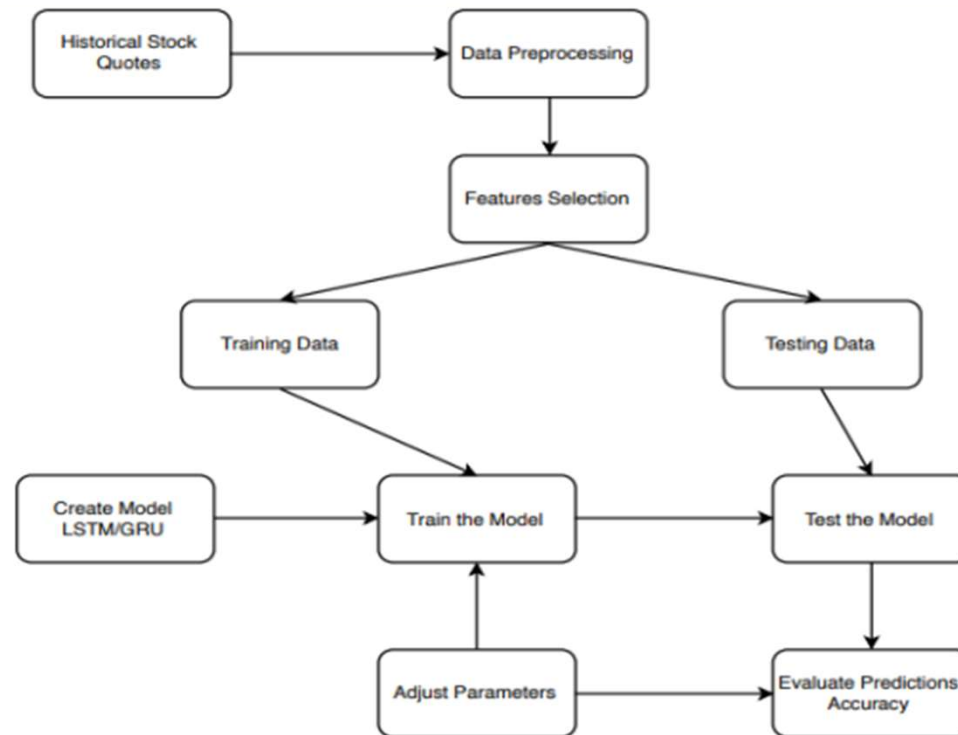 Historical Stock
Quotes
Data Preprocessing
Features Selection
Training Data
Testing Data
Create Model
LSTM/GRU
Train the Model
Test the Model
Adjust Parameters
Evaluate Predictions
Accuracy